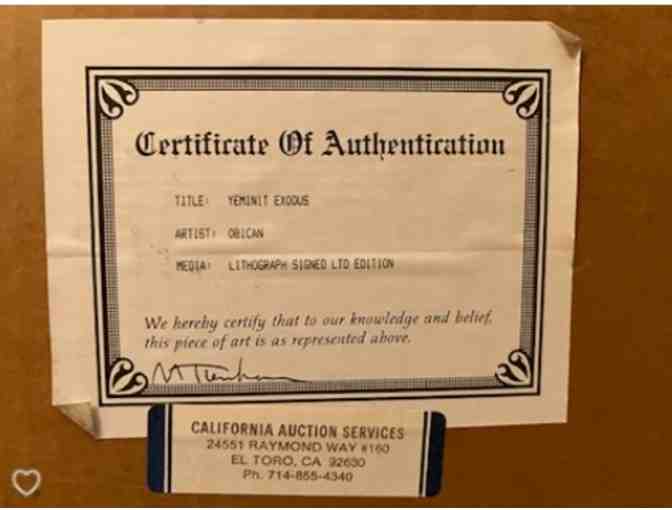 Certificate Of Authentication
TITLE: YEMINIT EXODUS
ARTIST: OBICAN
MEDIA: LITHOGRAPH SIGNED LTD EDITION
We hereby certify that to our knowledge and belief,
this piece of art is as represented above.
CALIFORNIA AUCTION SERVICES
24551 RAYMOND WAY #160
EL TORO, CA 92630
Ph. 714-855-4340